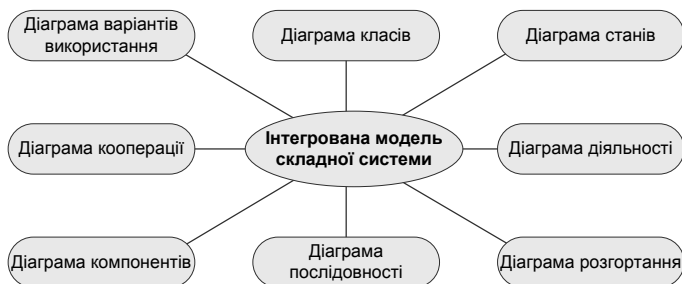 Діаграма варіантів
використання
Діаграма класів
Діаграма станів
Діаграма кооперації
Інтегрована модель
складної системи
Діаграма діяльності
Діаграма компонентів
Діаграма
послідовності
Діаграма розгортання